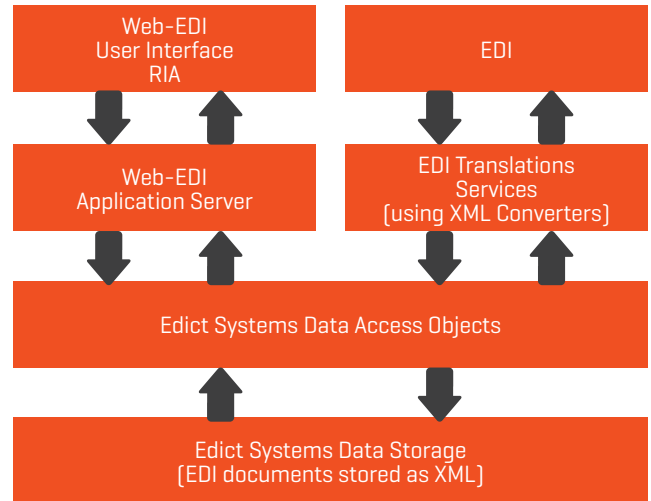 Web-EDI
User Interface
RIA
EDI
Web-EDI
Application Server
EDI Translations
Services
(using XML Converters)
Edict Systems Data Access Objects
Edict Systems Data Storage
(EDI documents stored as XML)